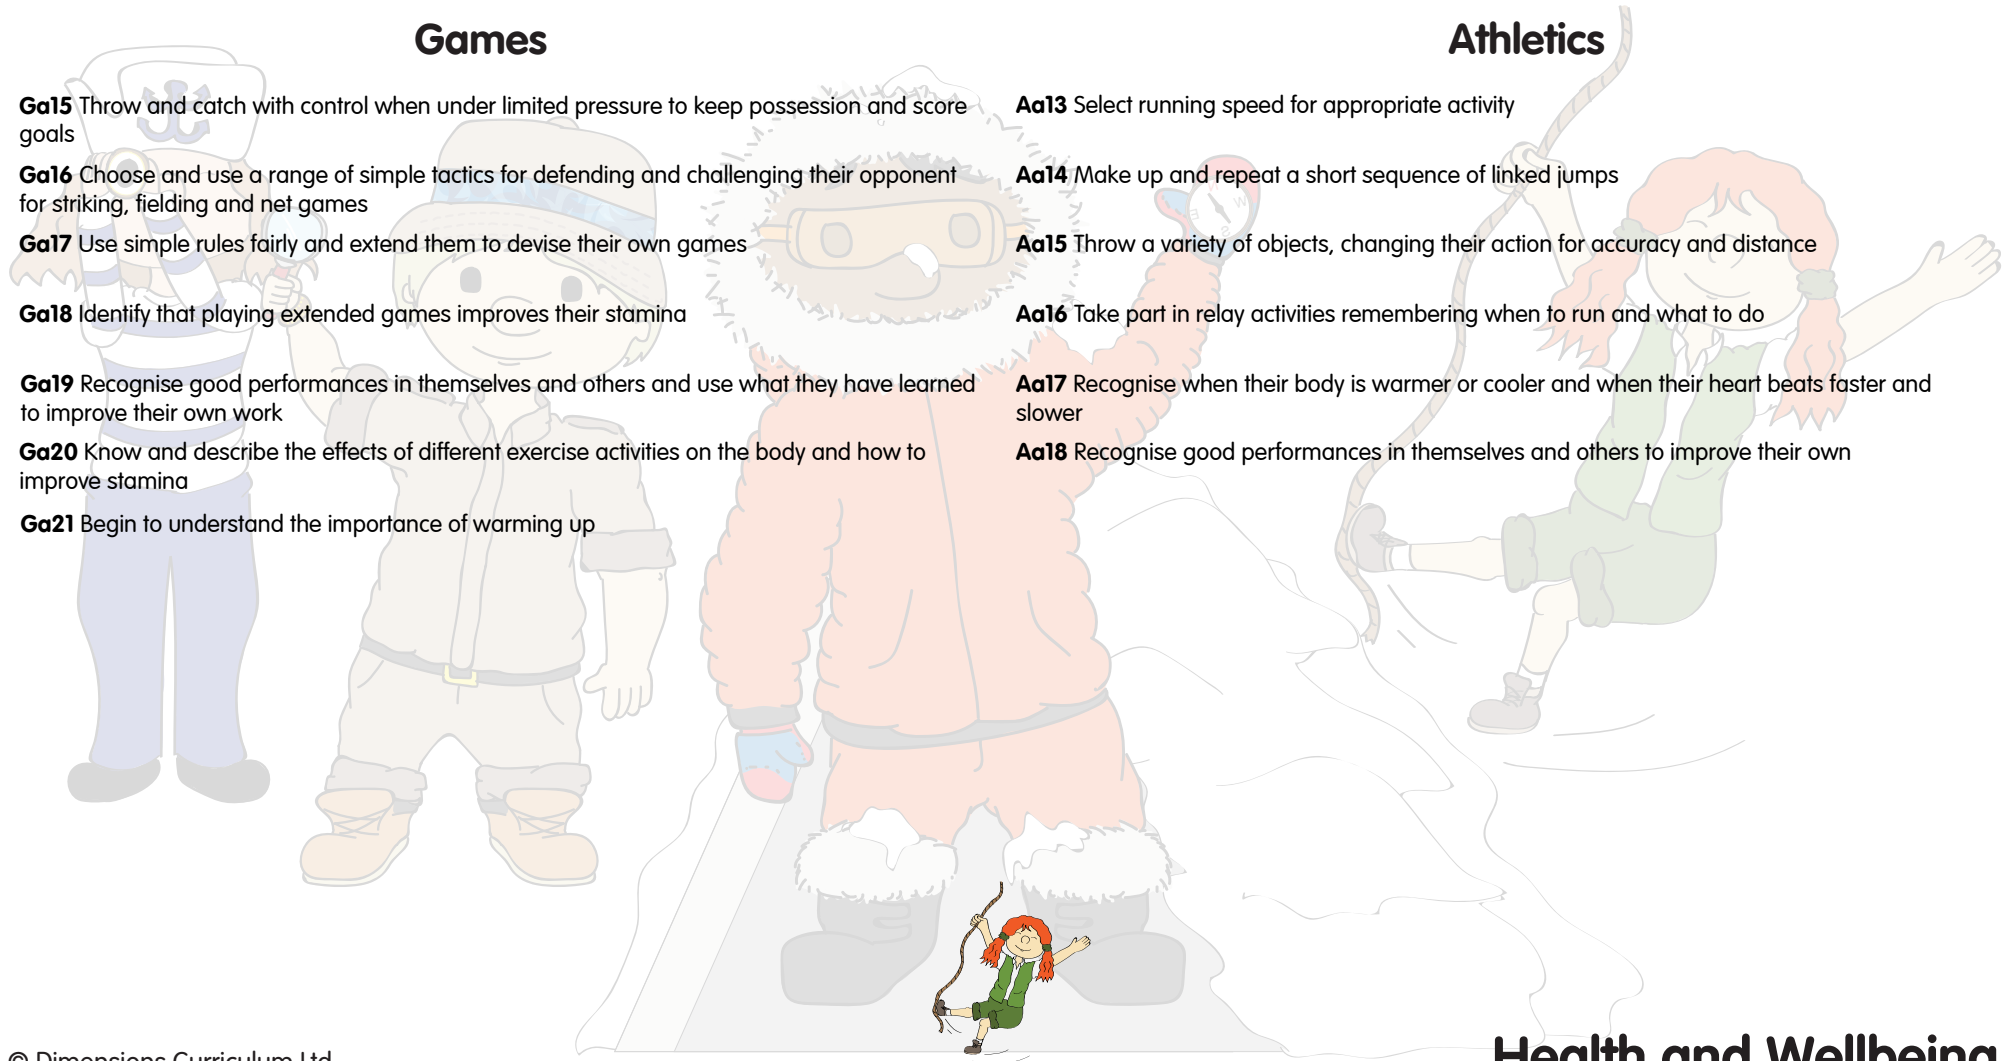 Games
Ga15 Throw and catch with control when under limited pressure to keep possession and score
goals
Ga16 Choose and use a range of simple tactics for defending and challenging their opponent
for striking, fielding and net games
Ga17 Use simple rules fairly and extend them to devise their own games
Ga18 Identify that playing extended games improves their stamina
Ga19 Recognise good performances in themselves and others and use what they have learned
to improve their own work
Ga20 Know and describe the effects of different exercise activities on the body and how to
improve stamina
Ga21 Begin to understand the importance of warming up
Athletics
Aa13 Select running speed for appropriate activity
Aa14 Make up and repeat a short sequence of linked jumps
Aa15 Throw a variety of objects, changing their action for accuracy and distance
Aa16 Take part in relay activities remembering when to run and what to do
Aa17 Recognise when their body is warmer or cooler and when their heart beats faster and
slower
Aa18 Recognise good performances in themselves and others to improve their own
N
W
E
S
© Dimensions Curriculum Ltd
Health and Wellbeing